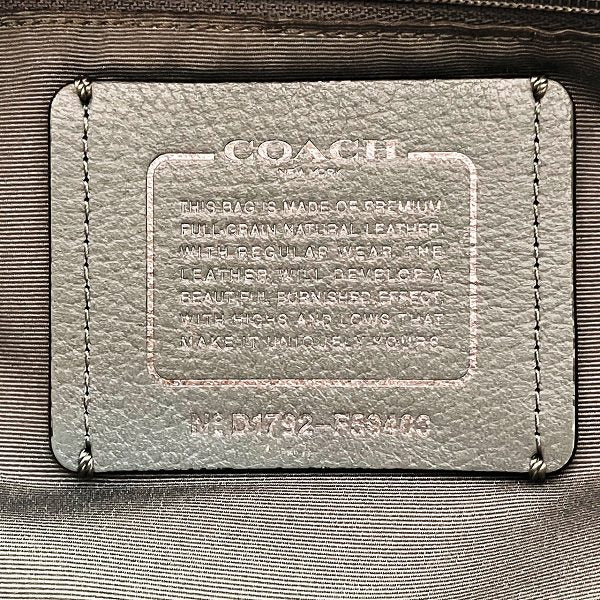 COACH
NEW YORK
THIS BAG IS MADE OF PREMIUM
FULL GRAIN NATURAL LEATHER.
WITH REGULAR WEAR, THE
LEATHER WILL DEVELOP A
BEAUTIFUL BURNISHED EFFECT,
WITH HIGHS AND LOWS THAT
MAKE IT UNIQUELY YOURS.
Nº D1792-F59403